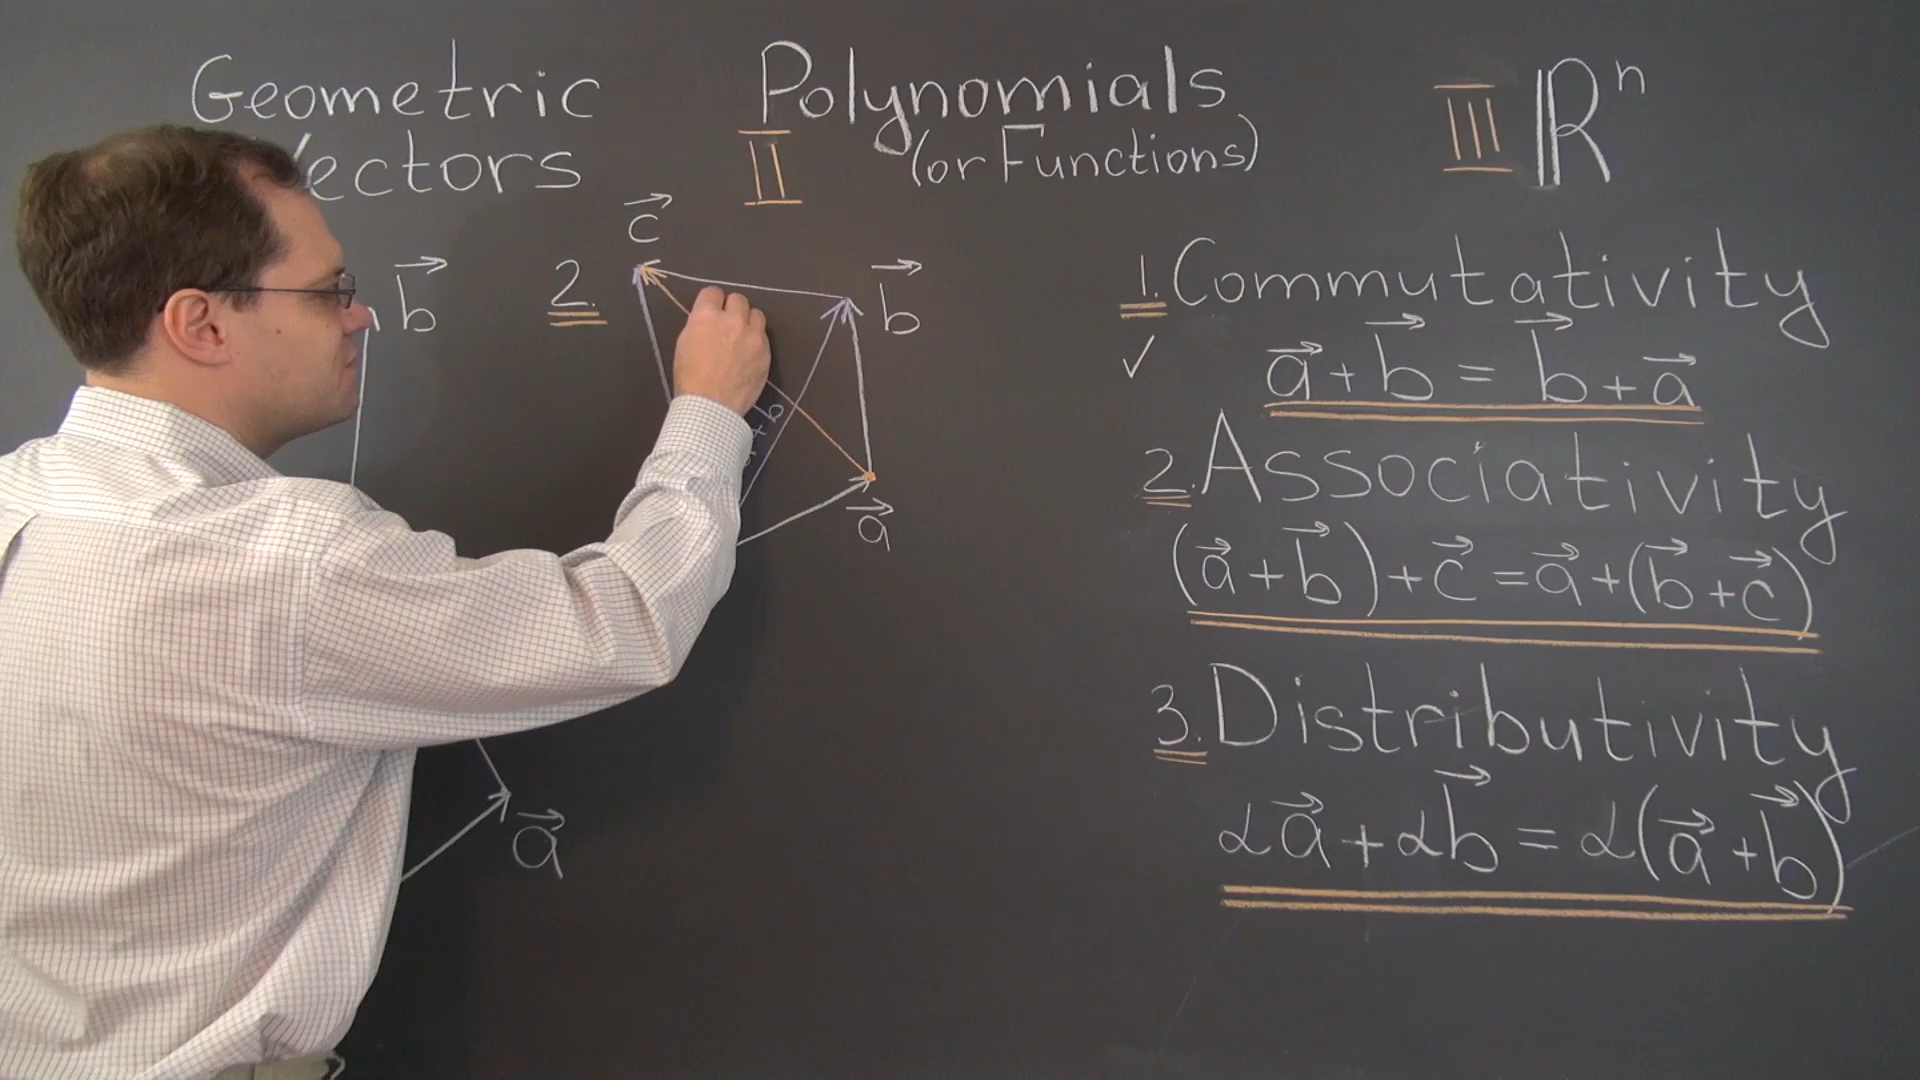 Geometric
Vectors
Polynomials
II (or Functions)
III ℝⁿ
b⃗
2.
c⃗
b⃗
a⃗
a⃗
1. Commutativity
✓ a⃗ + b⃗ = b⃗ + a⃗
2. Associativity
(a⃗ + b⃗) + c⃗ = a⃗ + (b⃗ + c⃗)
3. Distributivity
αa⃗ + αb⃗ = α(a⃗ + b⃗)